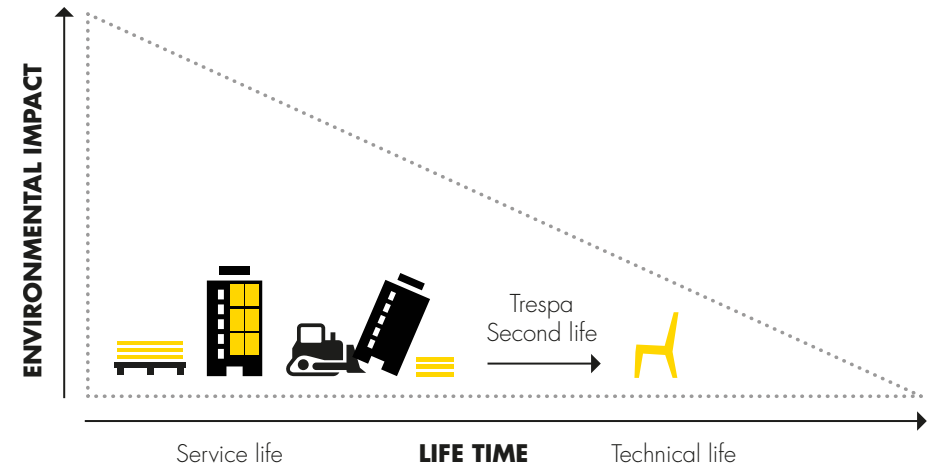 ENVIRONMENTAL IMPACT
Trespa
Second life
Service life
LIFE TIME
Technical life